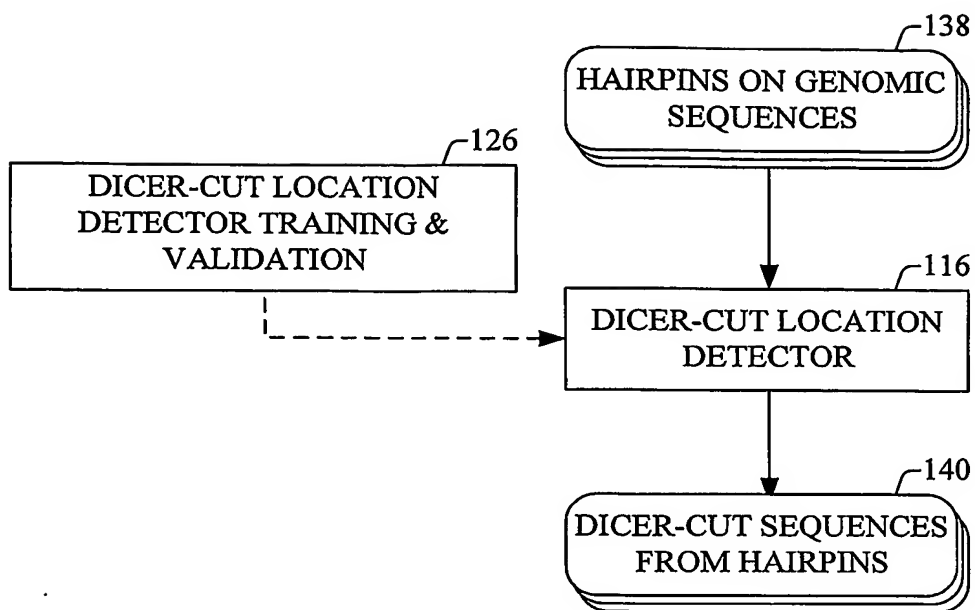 138
HAIRPINS ON GENOMIC
SEQUENCES
126
DICER-CUT LOCATION
DETECTOR TRAINING &
VALIDATION
116
DICER-CUT LOCATION
DETECTOR
140
DICER-CUT SEQUENCES
FROM HAIRPINS